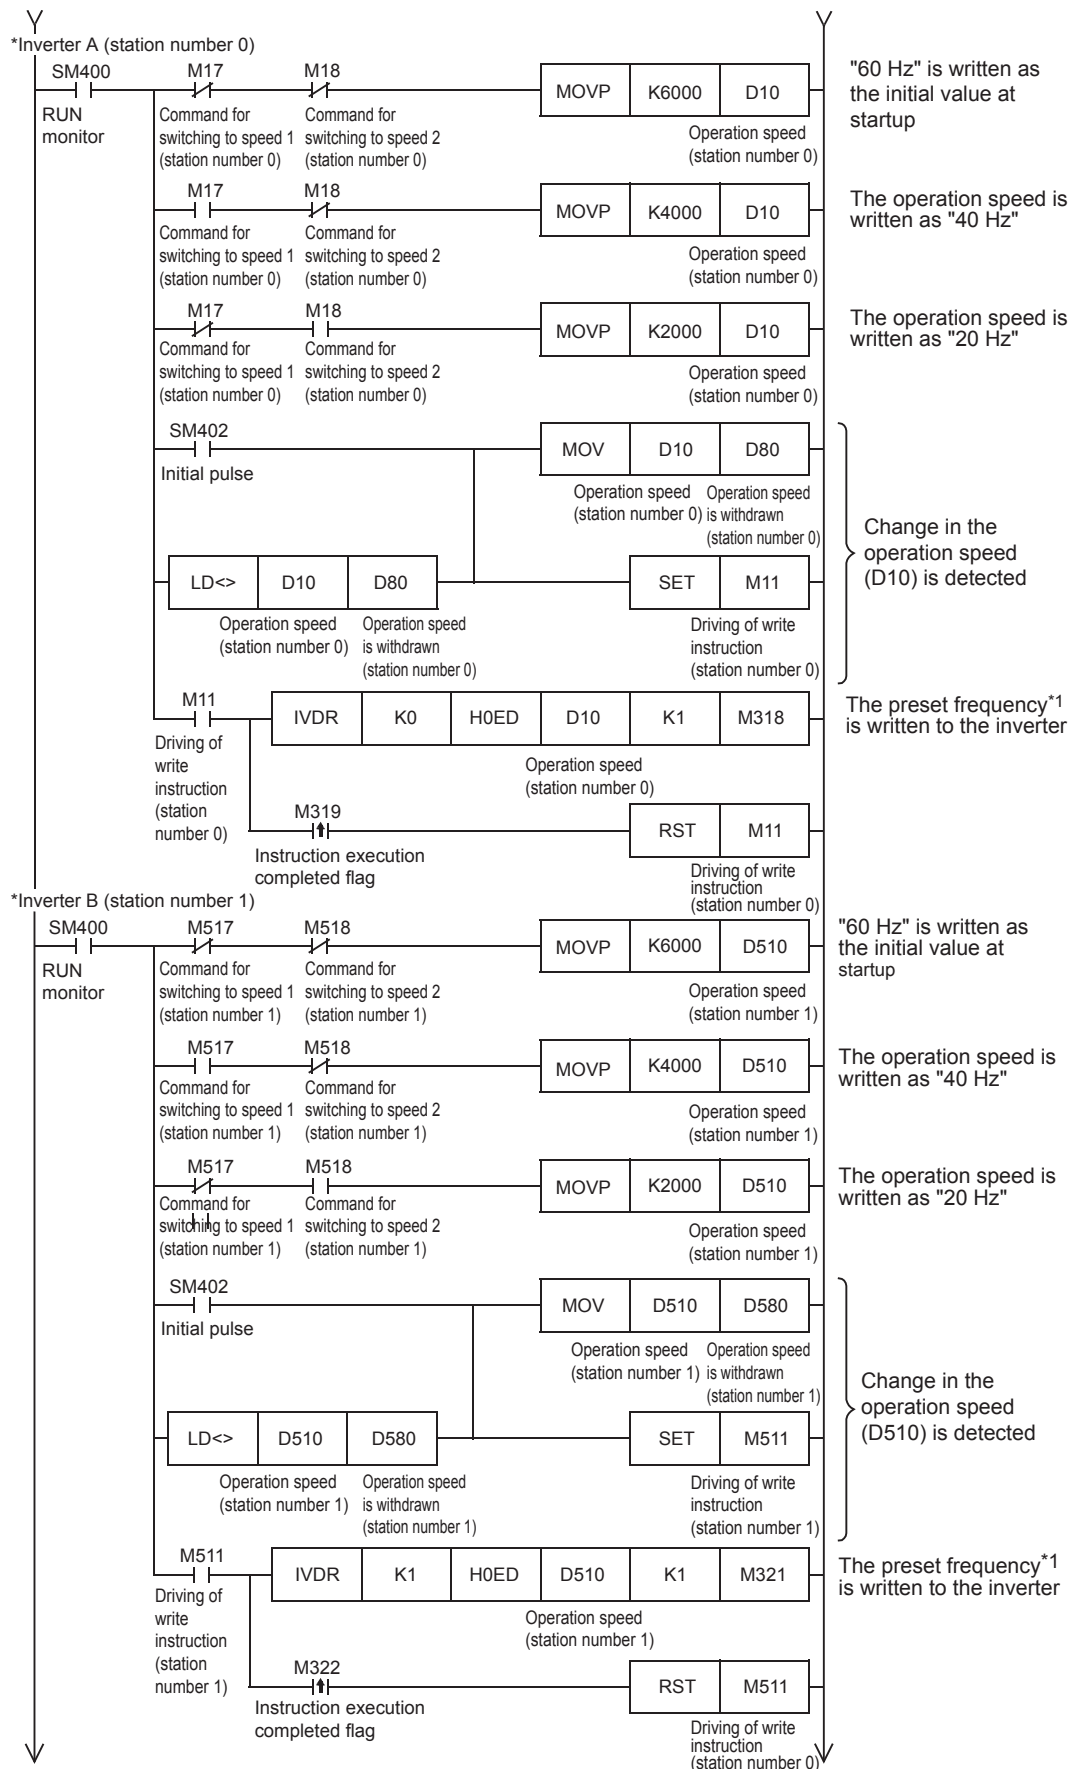 *Inverter A (station number 0)
SM400 M17 M18
MOVP K6000 D10
"60 Hz" is written as
the initial value at
startup
RUN
monitor
Command for
switching to speed 1
(station number 0)
Command for
switching to speed 2
(station number 0)
Operation speed
(station number 0)
M17 M18
MOVP K4000 D10
The operation speed is
written as "40 Hz"
Command for
switching to speed 1
(station number 0)
Command for
switching to speed 2
(station number 0)
Operation speed
(station number 0)
M17 M18
MOVP K2000 D10
The operation speed is
written as "20 Hz"
Command for
switching to speed 1
(station number 0)
Command for
switching to speed 2
(station number 0)
Operation speed
(station number 0)
SM402
Initial pulse
MOV D10 D80
Operation speed
(station number 0)
Operation speed
is withdrawn
(station number 0)
Change in the
operation speed
(D10) is detected
LD<> D10 D80
SET M11
Operation speed
(station number 0)
Operation speed
is withdrawn
(station number 0)
Driving of write
instruction
(station number 0)
M11
IVDR K0 H0ED D10 K1 M318
The preset frequency*1
is written to the inverter
Driving of
write
instruction
(station
number 0)
Operation speed
(station number 0)
M319
RST M11
Instruction execution
completed flag
Driving of write
instruction
(station number 0)
*Inverter B (station number 1)
SM400 M517 M518
MOVP K6000 D510
"60 Hz" is written as
the initial value at
startup
RUN
monitor
Command for
switching to speed 1
(station number 1)
Command for
switching to speed 2
(station number 1)
Operation speed
(station number 1)
M517 M518
MOVP K4000 D510
The operation speed is
written as "40 Hz"
Command for
switching to speed 1
(station number 1)
Command for
switching to speed 2
(station number 1)
Operation speed
(station number 1)
M517 M518
MOVP K2000 D510
The operation speed is
written as "20 Hz"
Command for
switching to speed 1
(station number 1)
Command for
switching to speed 2
(station number 1)
Operation speed
(station number 1)
SM402
Initial pulse
MOV D510 D580
Operation speed
(station number 1)
Operation speed
is withdrawn
(station number 1)
Change in the
operation speed
(D510) is detected
LD<> D510 D580
SET M511
Operation speed
(station number 1)
Operation speed
is withdrawn
(station number 1)
Driving of write
instruction
(station number 1)
M511
IVDR K1 H0ED D510 K1 M321
The preset frequency*1
is written to the inverter
Driving of
write
instruction
(station
number 1)
Operation speed
(station number 1)
M322
RST M511
Instruction execution
completed flag
Driving of write
instruction
(station number 0)